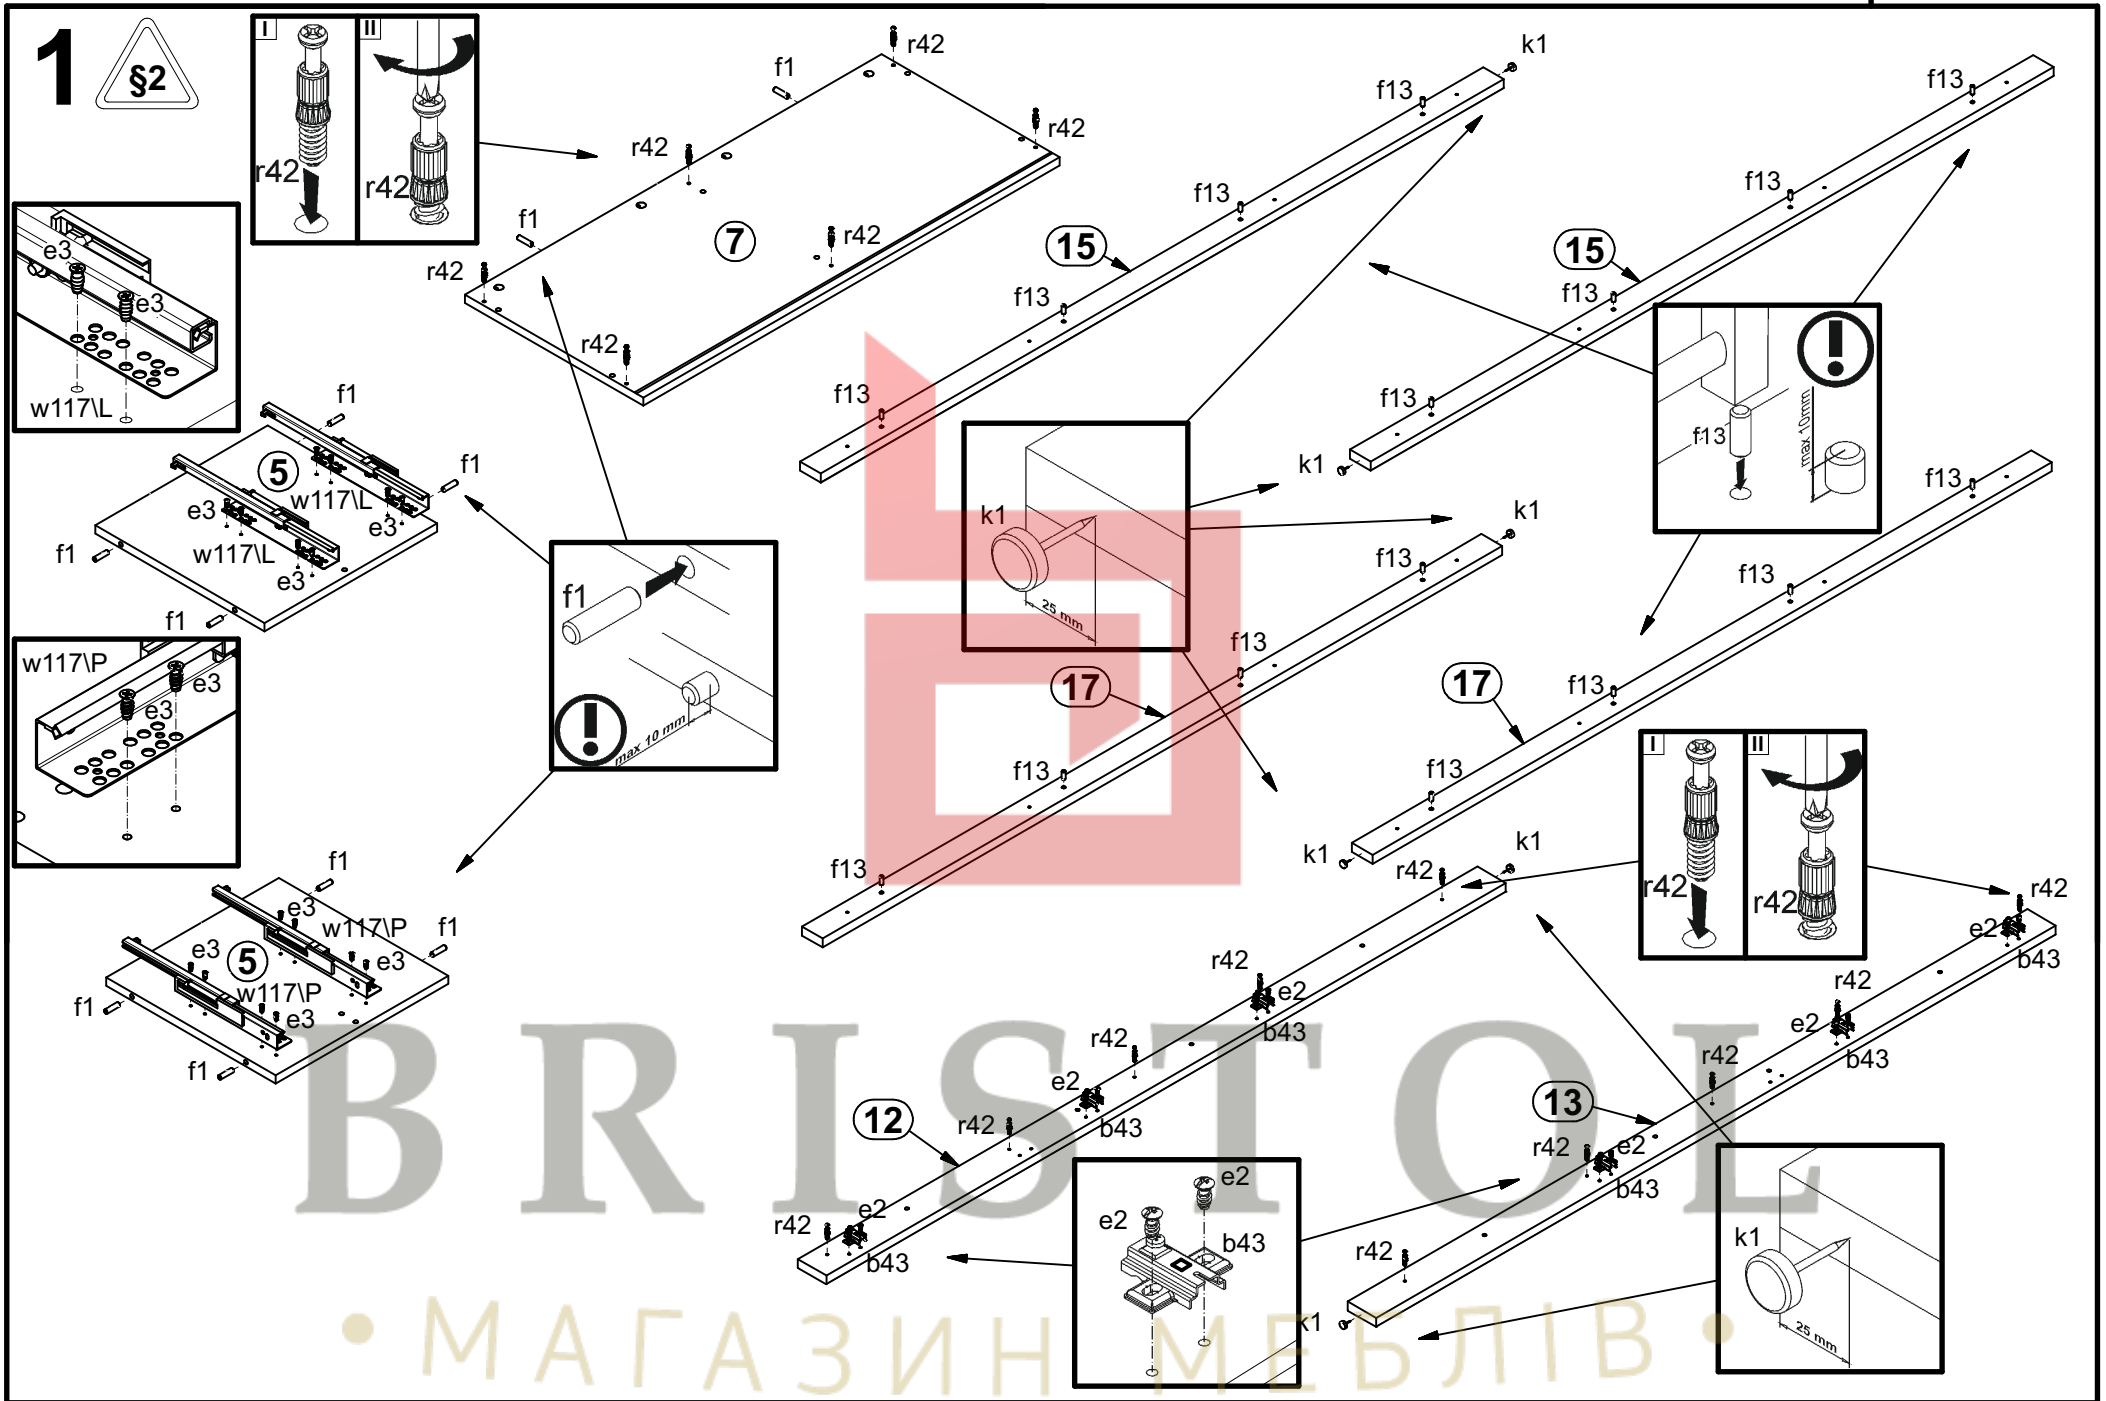 1
§2
I
II
r42
r42
r42
f1
r42
r42
f1
r42
r42
r42
7
k1
f13
f13
15
f13
f13
f13
f13
15
f13
f13
k1
e3
e3
w117\L
f1
f1
5
w117\L
e3
e3
w117\L
e3
f1
f1
k1
25 mm
f13
max 10mm
f1
max 10 mm
w117\P
e3
e3
k1
f13
f13
17
f13
f13
f13
f13
17
f13
f13
k1
f1
e3
w117\P
f1
e3
5
e3
w117\P
e3
f1
f1
I
II
r42
r42
k1
r42
r42
e2
b43
r42
e2
b43
12
r42
r42
e2
b43
r42
e2
b43
r42
e2
b43
r42
13
r42
e2
b43
r42
k1
e2
e2
b43
k1
25 mm
BRISTOL
• МАГАЗИН МЕБЛІВ •